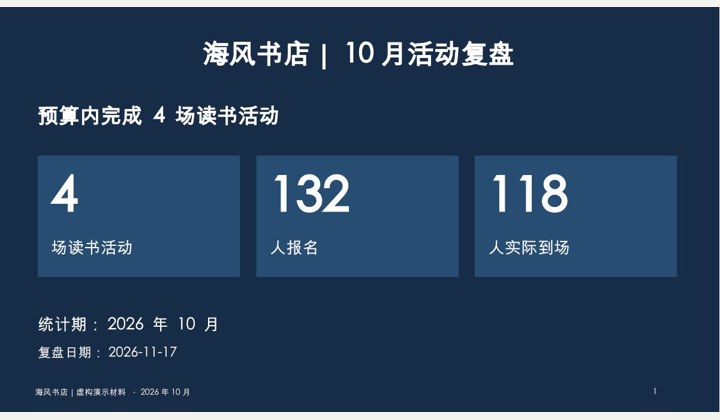 海风书店 | 10 月活动复盘
预算内完成 4 场读书活动
4
场读书活动
132
人报名
118
人实际到场
统计期：2026 年 10 月
复盘日期：2026-11-17
海风书店 | 虚构演示材料 · 2026 年 10 月
1